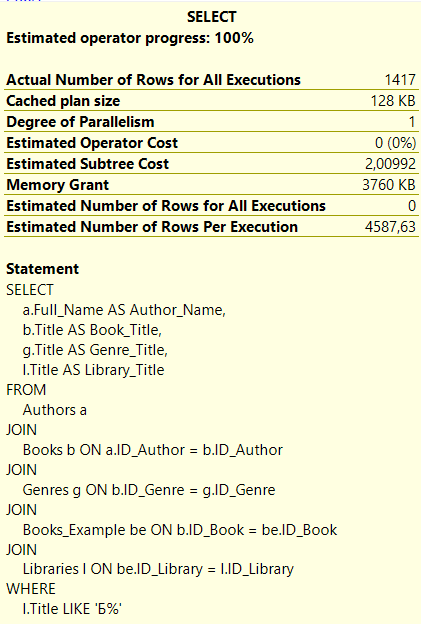 SELECT
Estimated operator progress: 100%
Actual Number of Rows for All Executions 1417
Cached plan size 128 KB
Degree of Parallelism 1
Estimated Operator Cost 0 (0%)
Estimated Subtree Cost 2,00992
Memory Grant 3760 KB
Estimated Number of Rows for All Executions 0
Estimated Number of Rows Per Execution 4587,63
Statement
SELECT
a.Full_Name AS Author_Name,
b.Title AS Book_Title,
g.Title AS Genre_Title,
l.Title AS Library_Title
FROM
Authors a
JOIN
Books b ON a.ID_Author = b.ID_Author
JOIN
Genres g ON b.ID_Genre = g.ID_Genre
JOIN
Books_Example be ON b.ID_Book = be.ID_Book
JOIN
Libraries l ON be.ID_Library = l.ID_Library
WHERE
l.Title LIKE 'Б%'